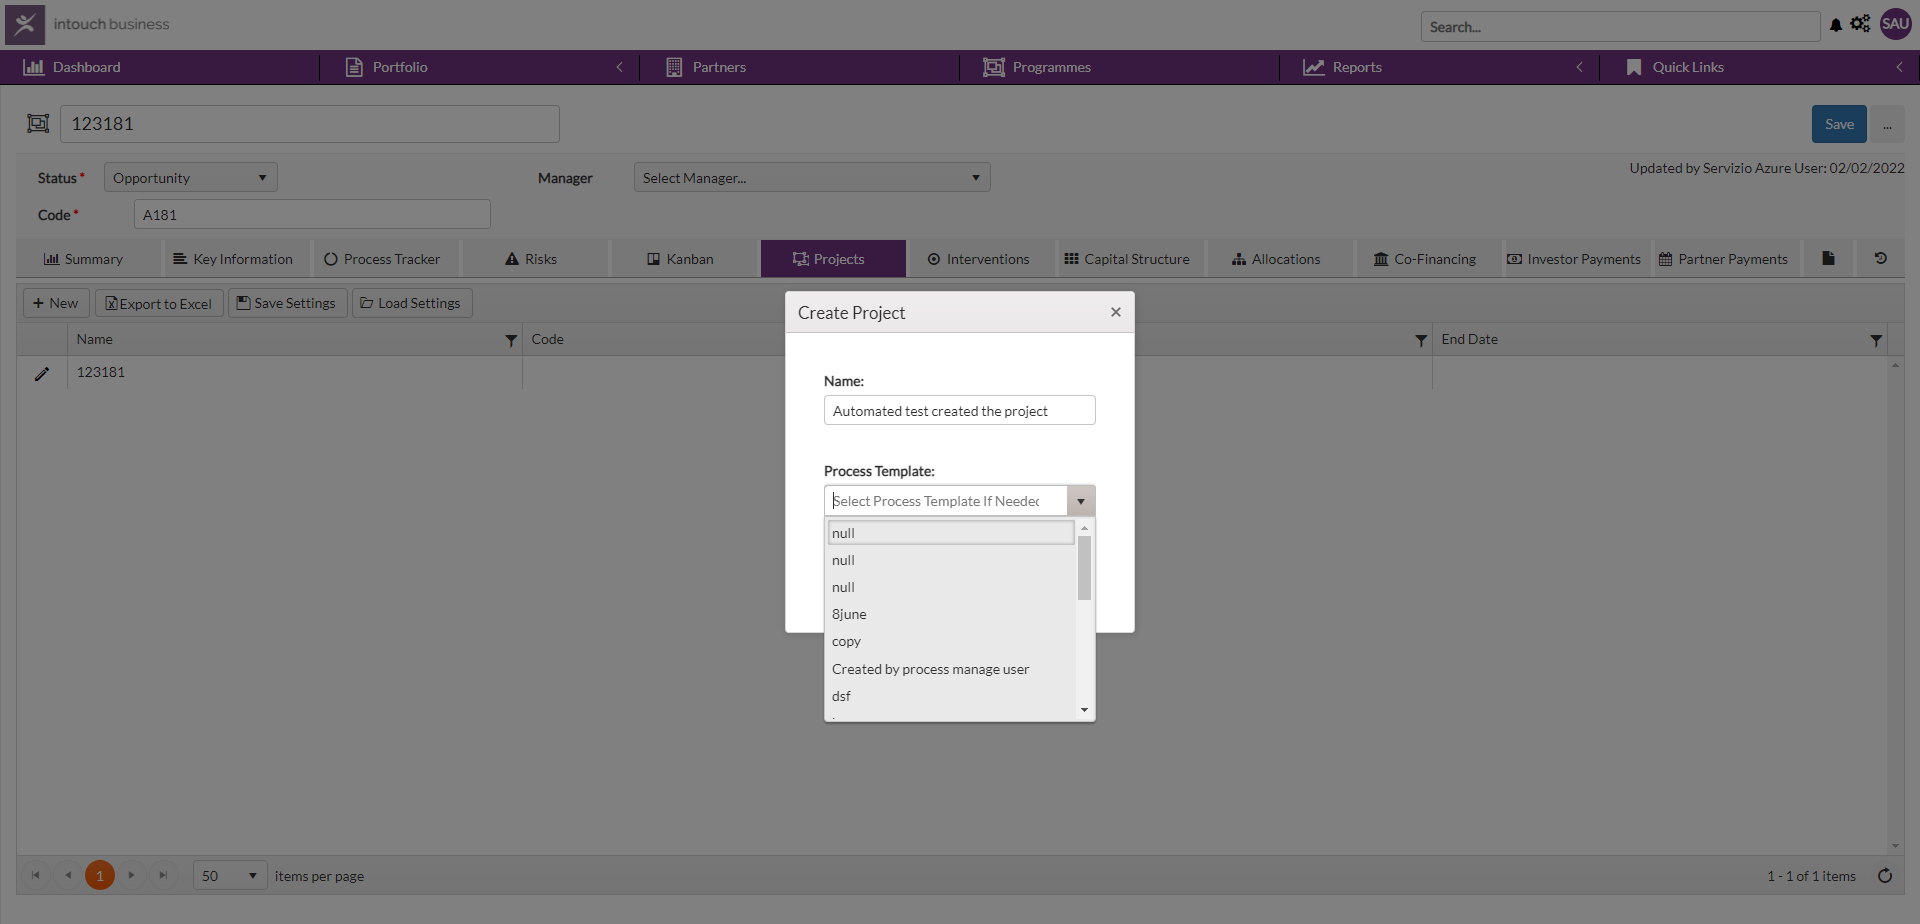 intouch business
Search...
SAU
Dashboard
Portfolio
Partners
Programmes
Reports
Quick Links
123181
Save
...
Status *
Opportunity
Manager
Select Manager...
Updated by Servizio Azure User: 02/02/2022
Code *
A181
Summary
Key Information
Process Tracker
Risks
Kanban
Projects
Interventions
Capital Structure
Allocations
Co-Financing
Investor Payments
Partner Payments
+ New
Export to Excel
Save Settings
Load Settings
Create Project
×
Name
Code
End Date
123181
Name:
Automated test created the project
Process Template:
Select Process Template If Needed
null
null
null
8june
copy
Created by process manage user
dsf
1
50
items per page
1 - 1 of 1 items